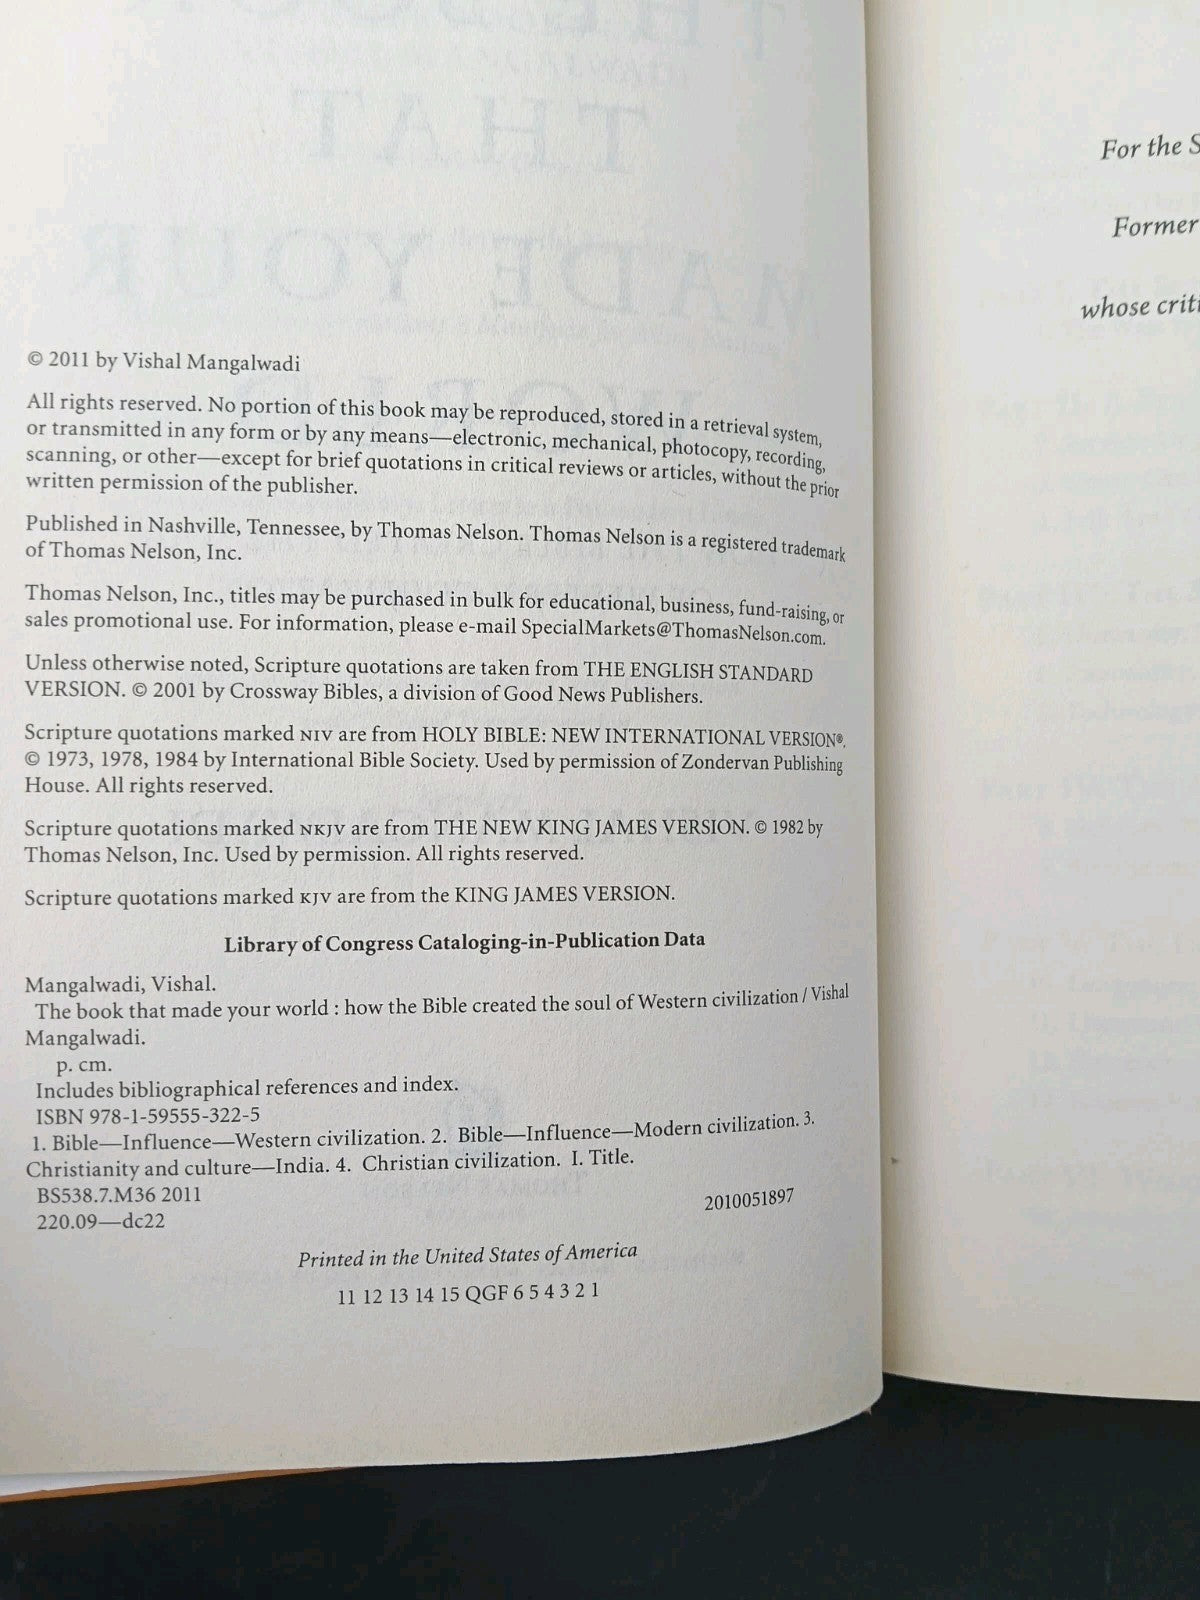 © 2011 by Vishal Mangalwadi
All rights reserved. No portion of this book may be reproduced, stored in a retrieval system,
or transmitted in any form or by any means—electronic, mechanical, photocopy, recording,
scanning, or other—except for brief quotations in critical reviews or articles, without the prior
written permission of the publisher.
Published in Nashville, Tennessee, by Thomas Nelson. Thomas Nelson is a registered trademark
of Thomas Nelson, Inc.
Thomas Nelson, Inc., titles may be purchased in bulk for educational, business, fund-raising, or
sales promotional use. For information, please e-mail SpecialMarkets@ThomasNelson.com.
Unless otherwise noted, Scripture quotations are taken from THE ENGLISH STANDARD
VERSION. © 2001 by Crossway Bibles, a division of Good News Publishers.
Scripture quotations marked NIV are from HOLY BIBLE: NEW INTERNATIONAL VERSION®.
© 1973, 1978, 1984 by International Bible Society. Used by permission of Zondervan Publishing
House. All rights reserved.
Scripture quotations marked NKJV are from THE NEW KING JAMES VERSION. © 1982 by
Thomas Nelson, Inc. Used by permission. All rights reserved.
Scripture quotations marked KJV are from the KING JAMES VERSION.
Library of Congress Cataloging-in-Publication Data
Mangalwadi, Vishal.
The book that made your world : how the Bible created the soul of Western civilization / Vishal
Mangalwadi.
p. cm.
Includes bibliographical references and index.
ISBN 978-1-59555-322-5
1. Bible—Influence—Western civilization. 2. Bible—Influence—Modern civilization. 3.
Christianity and culture—India. 4. Christian civilization. I. Title.
BS538.7.M36 2011
220.09—dc22
2010051897
Printed in the United States of America
11 12 13 14 15 QGF 6 5 4 3 2 1
For the S
Former
whose criti